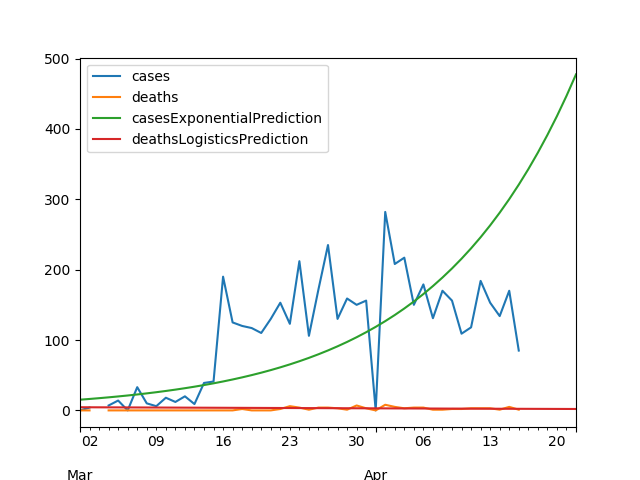 500
400
300
200
100
0
cases
deaths
casesExponentialPrediction
deathsLogisticsPrediction
02 09 16 23 30 06 13 20
Mar Apr